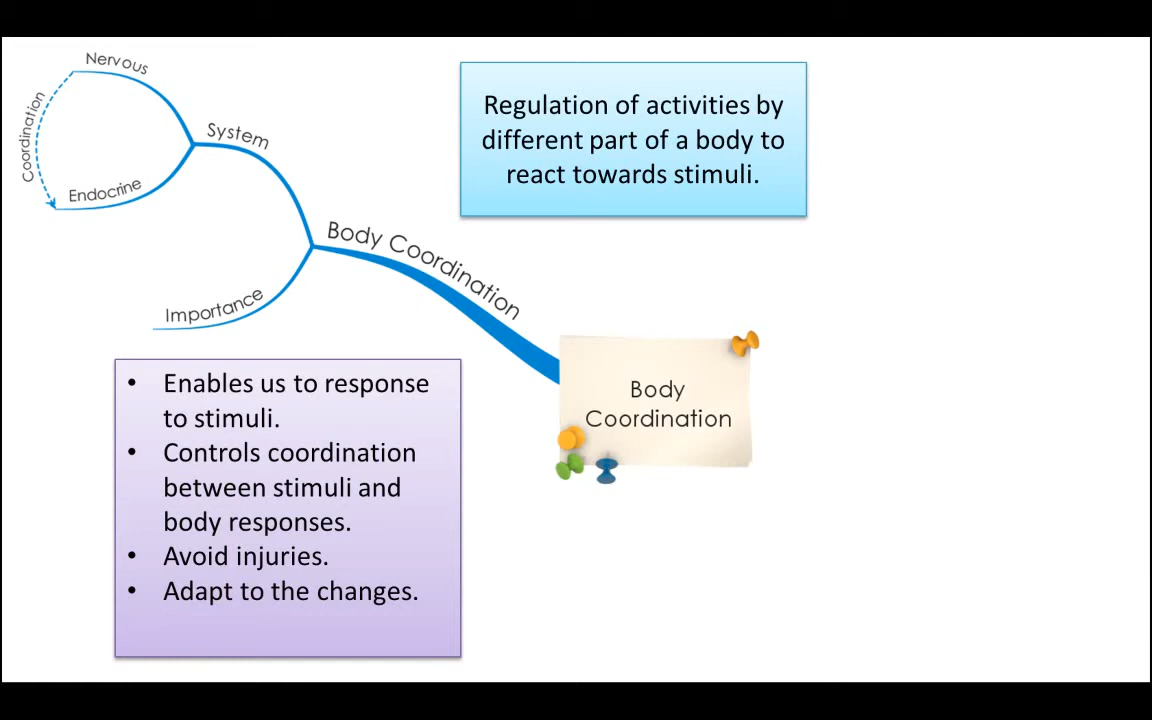 Nervous
Coordination
System
Endocrine
Regulation of activities by
different part of a body to
react towards stimuli.
Body Coordination
Importance
• Enables us to response
to stimuli.
• Controls coordination
between stimuli and
body responses.
• Avoid injuries.
• Adapt to the changes.
Body
Coordination